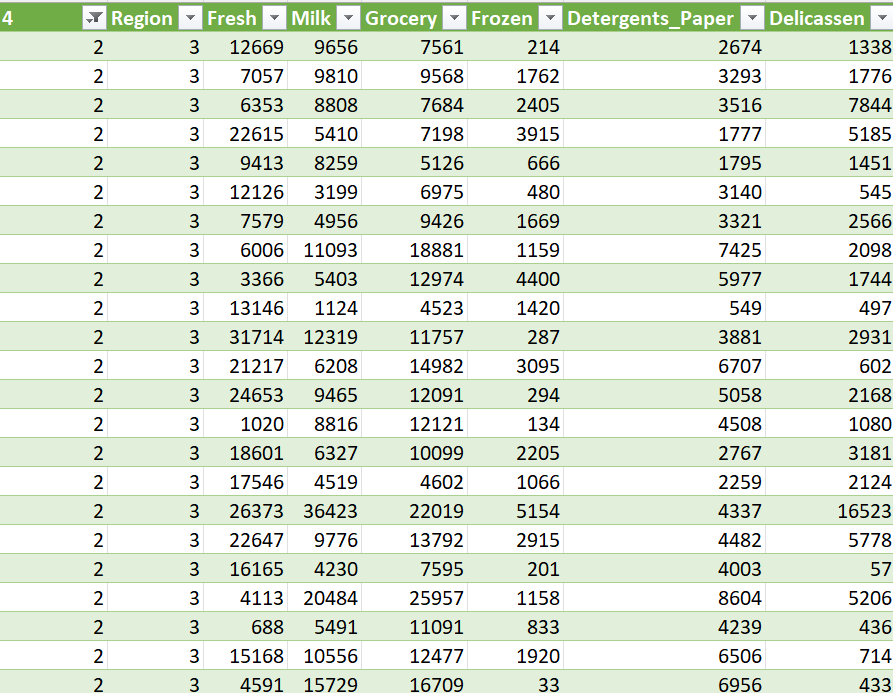 4 Region Fresh Milk Grocery Frozen Detergents_Paper Delicassen
2 3 12669 9656 7561 214 2674 1338
2 3 7057 9810 9568 1762 3293 1776
2 3 6353 8808 7684 2405 3516 7844
2 3 22615 5410 7198 3915 1777 5185
2 3 9413 8259 5126 666 1795 1451
2 3 12126 3199 6975 480 3140 545
2 3 7579 4956 9426 1669 3321 2566
2 3 6006 11093 18881 1159 7425 2098
2 3 3366 5403 12974 4400 5977 1744
2 3 13146 1124 4523 1420 549 497
2 3 31714 12319 11757 287 3881 2931
2 3 21217 6208 14982 3095 6707 602
2 3 24653 9465 12091 294 5058 2168
2 3 1020 8816 12121 134 4508 1080
2 3 18601 6327 10099 2205 2767 3181
2 3 17546 4519 4602 1066 2259 2124
2 3 26373 36423 22019 5154 4337 16523
2 3 22647 9776 13792 2915 4482 5778
2 3 16165 4230 7595 201 4003 57
2 3 4113 20484 25957 1158 8604 5206
2 3 688 5491 11091 833 4239 436
2 3 15168 10556 12477 1920 6506 714
2 3 4591 15729 16709 33 6956 433